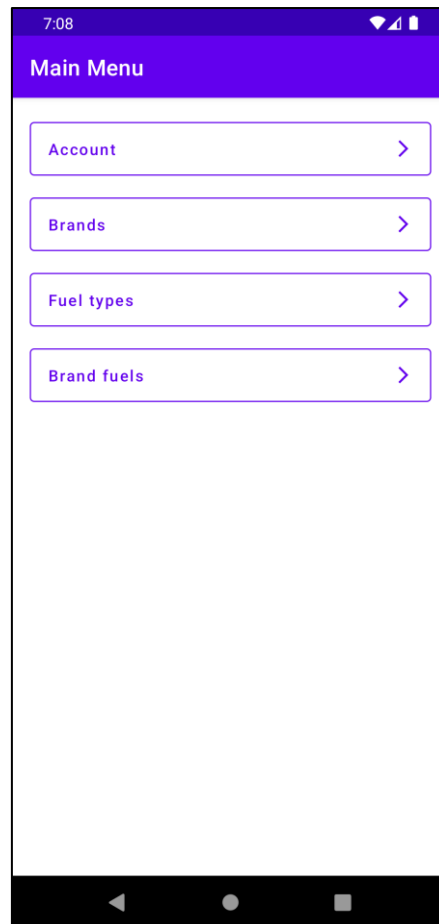 7:08
Main Menu
Account
Brands
Fuel types
Brand fuels